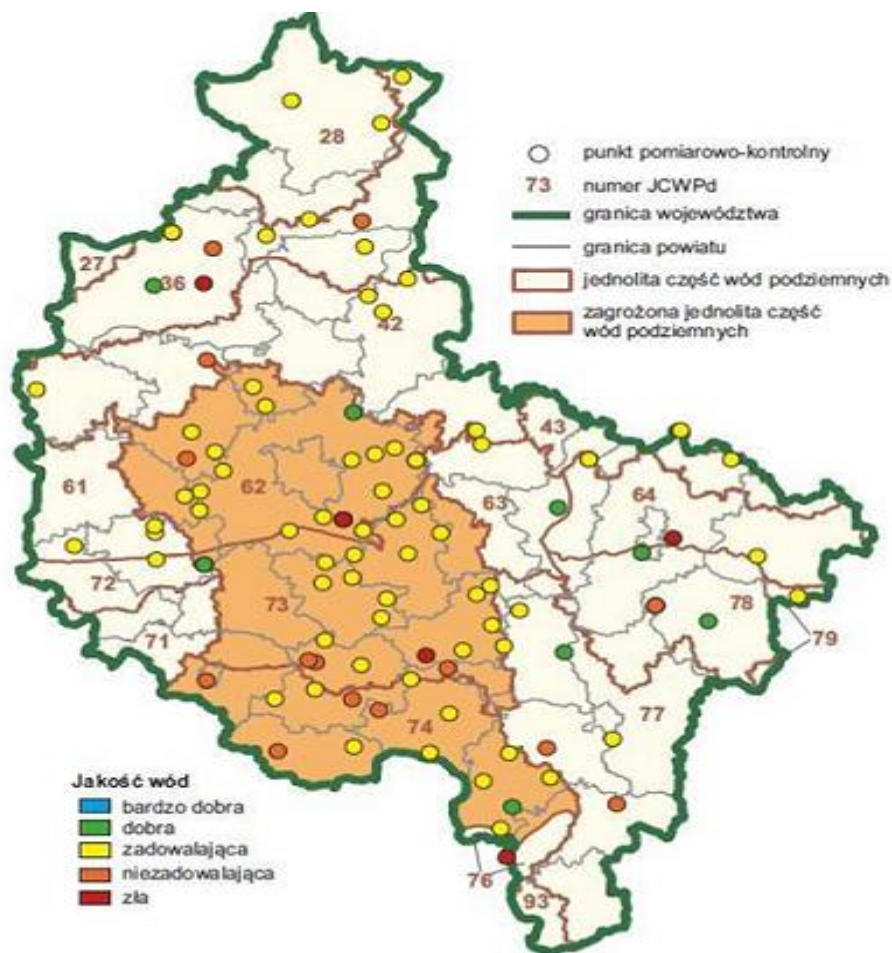 28
punkt pomiarowo-kontrolny
73 numer JCWPd
granica województwa
granica powiatu
jednolita część wód podziemnych
zagrożona jednolita część
wód podziemnych
27
36
42
43
61
62
63
64
72
73
78
71
79
77
74
Jakość wód
bardzo dobra
dobra
zadowalająca
niezadowalająca
zła
76
93